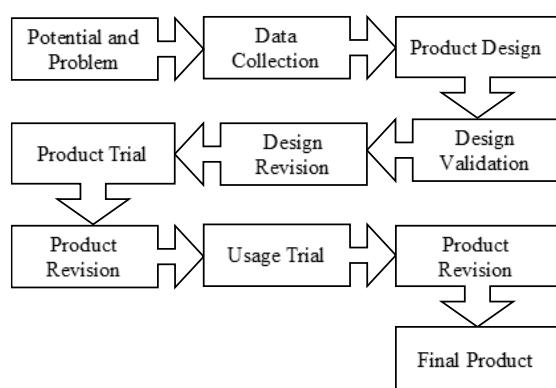 Potential and
Problem
Data
Collection
Product Design
Design
Validation
Design
Revision
Product Trial
Product
Revision
Usage Trial
Product
Revision
Final Product